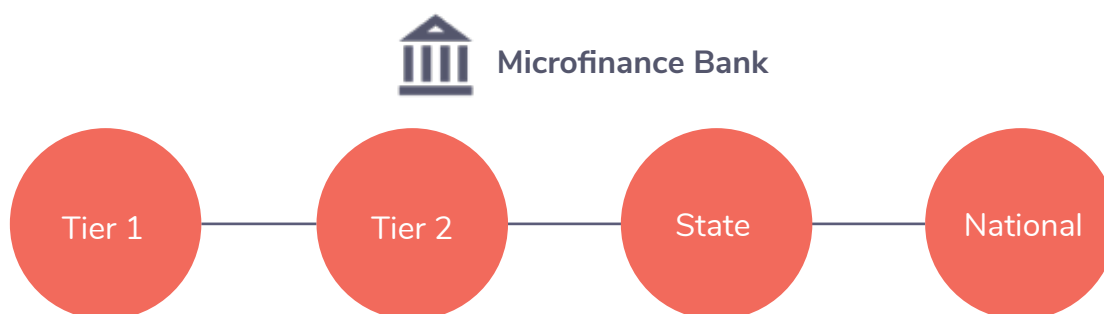 Microfinance Bank
Tier 1
Tier 2
State
National